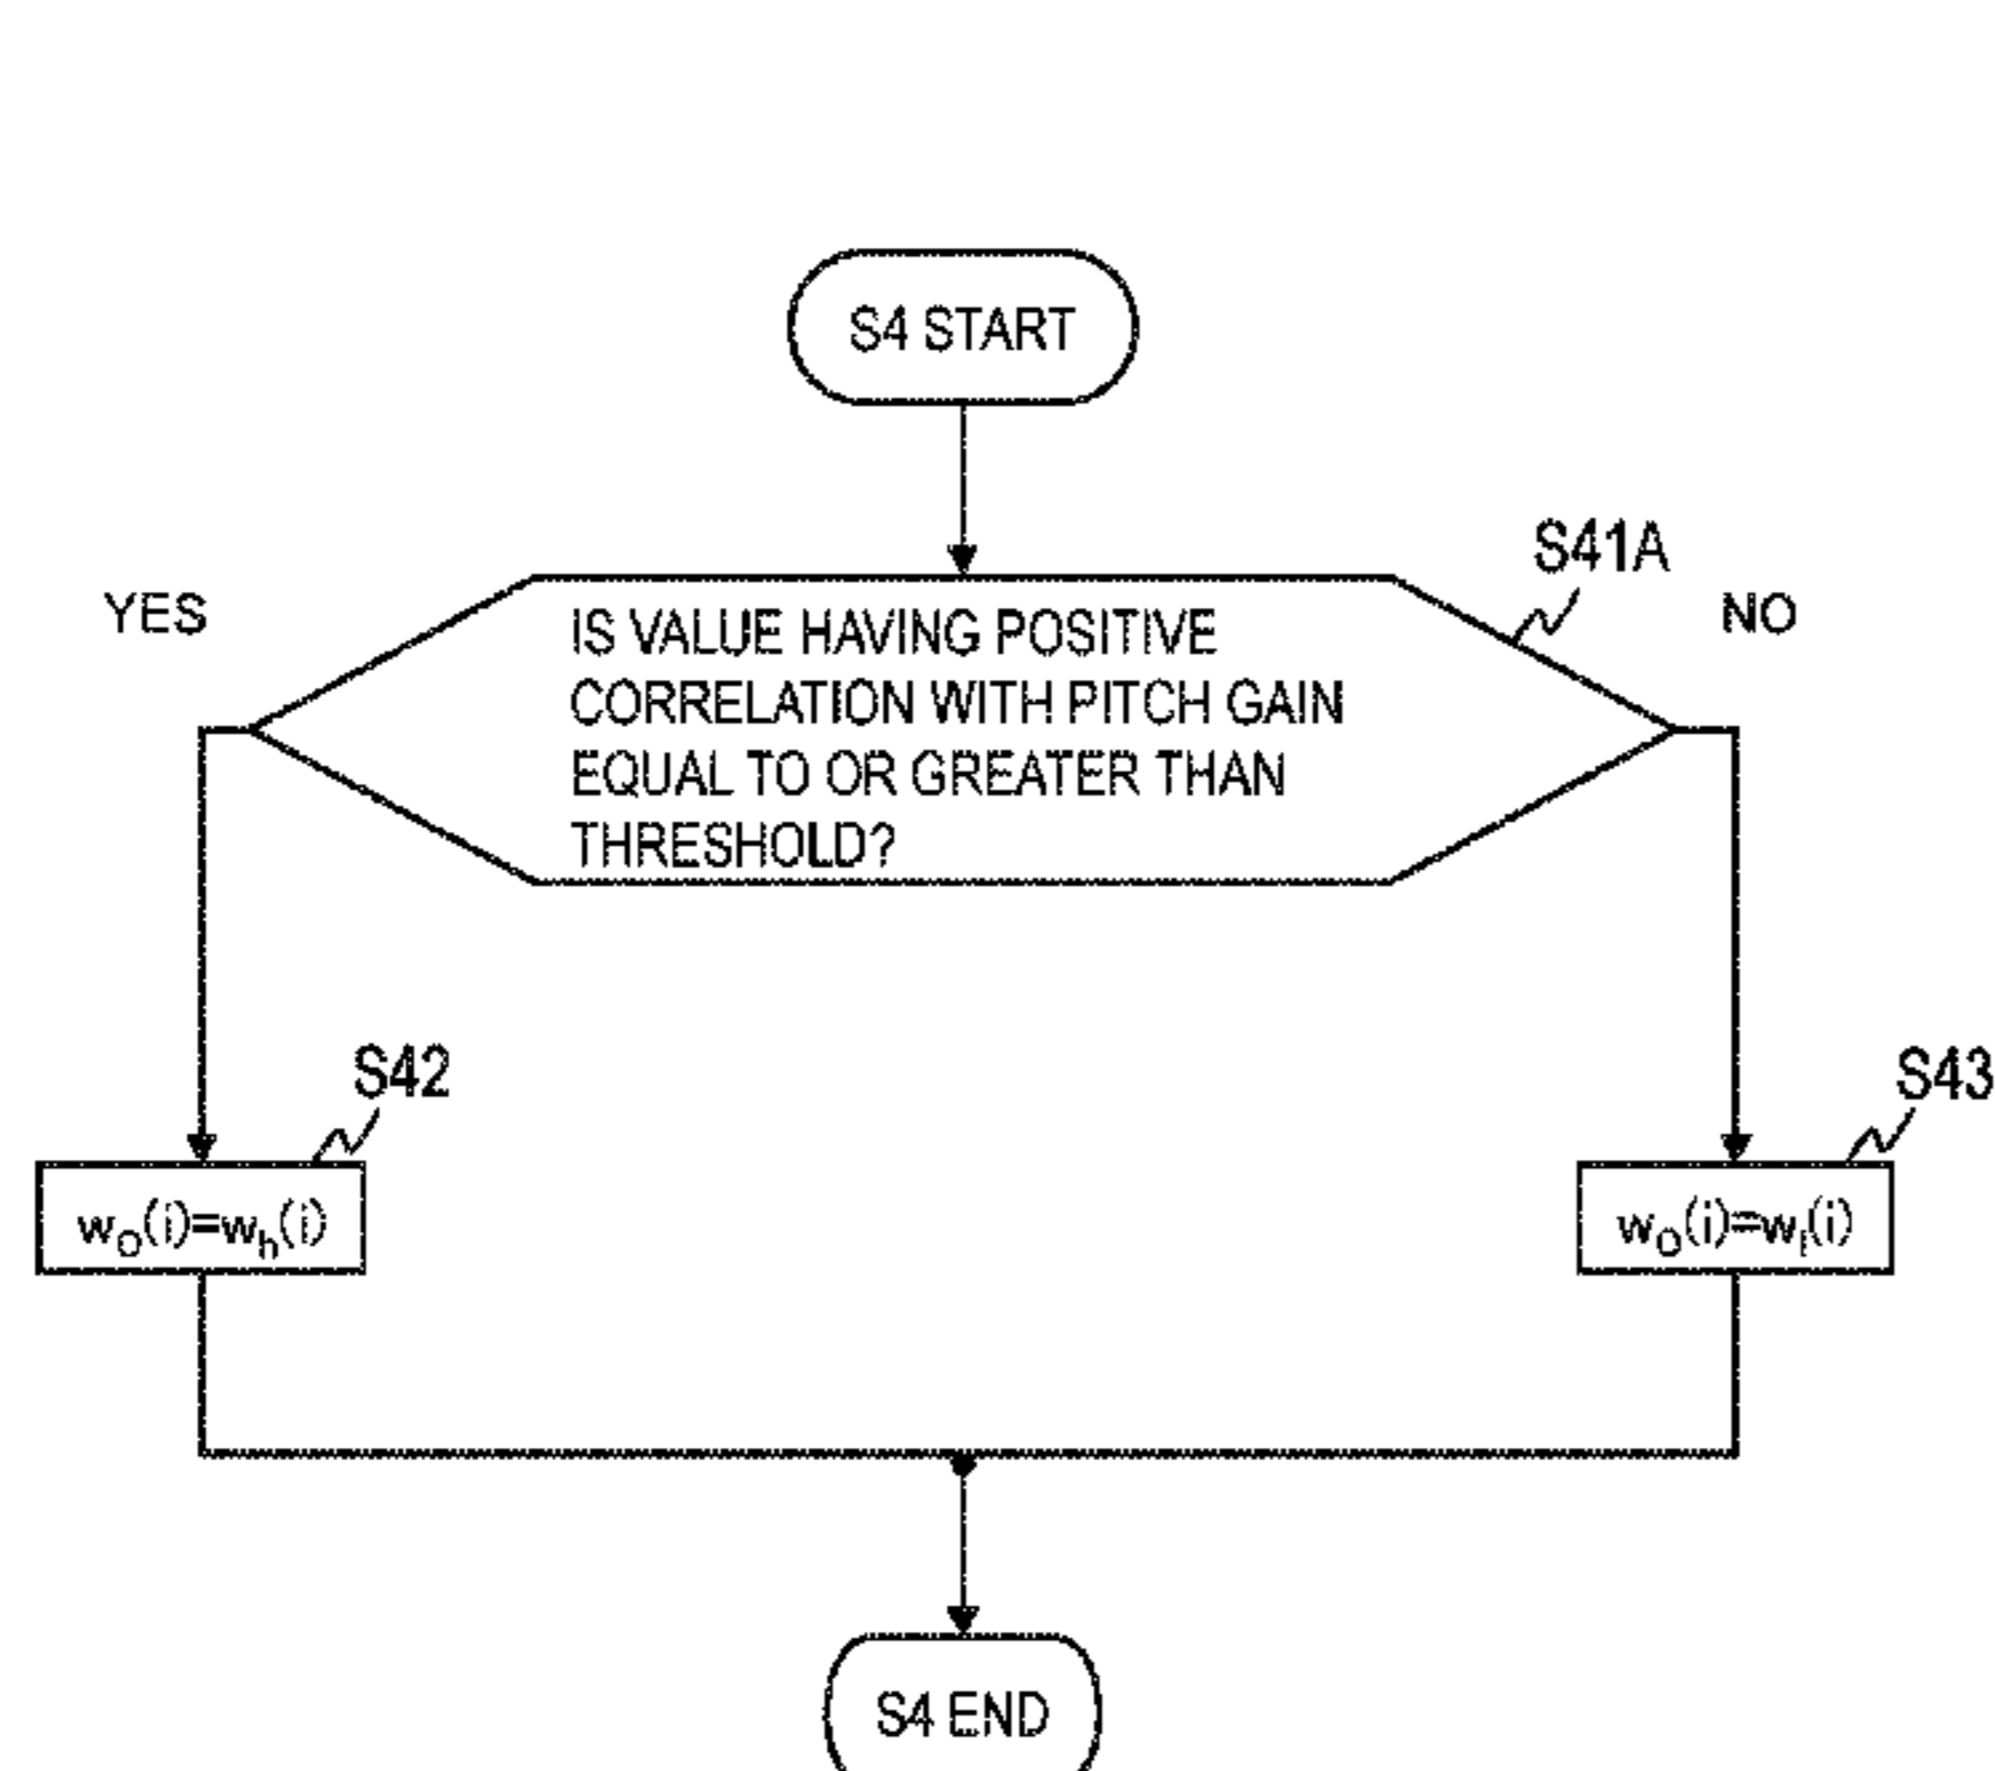 S4 START
S41A
YES
NO
IS VALUE HAVING POSITIVE
CORRELATION WITH PITCH GAIN
EQUAL TO OR GREATER THAN
THRESHOLD?
S42
S43
wO(i)=wh(i)
wO(i)=wl(i)
S4 END